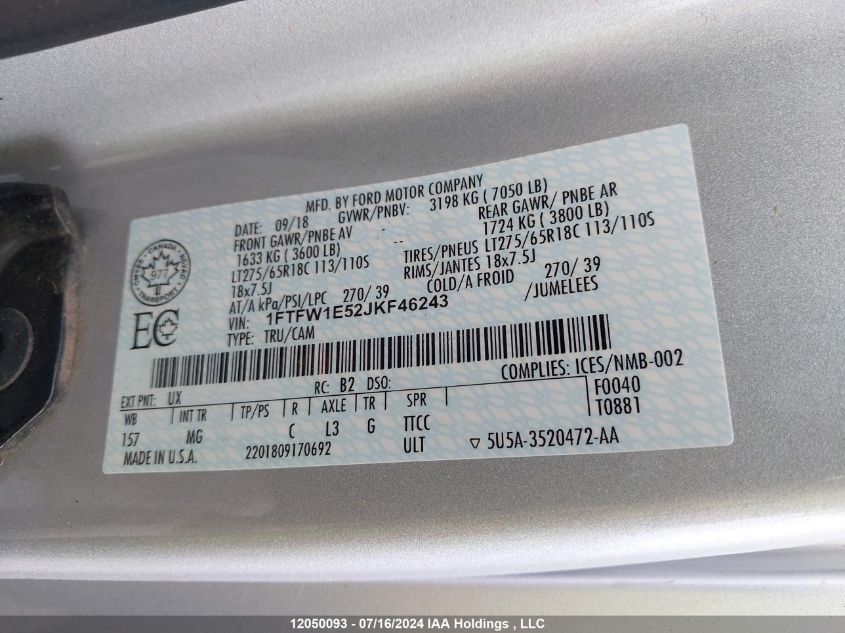 MFD. BY FORD MOTOR COMPANY
DATE: 09/18 GVWR/PNBV: 3198 KG ( 7050 LB)
FRONT GAWR/PNBE AV -- REAR GAWR/ PNBE AR
1633 KG ( 3600 LB) -- 1724 KG ( 3800 LB)
LT275/65R18C 113/110S TIRES/PNEUS LT275/65R18C 113/110S
18x7.5J RIMS/JANTES 18x7.5J
AT/A kPa/PSI/LPC 270/ 39 COLD/A FROID 270/ 39
VIN: 1FTFW1E52JKF46243 /JUMELEES
TYPE: TRU/CAM
CANADA
977
TRANSPORT
EC
COMPLIES: ICES/NMB-002
EXT PNT: UX RC: B2 DSO: F0040
WB INT TR TP/PS R AXLE TR SPR T0881
157 MG C L3 G TTCC
MADE IN U.S.A. 2201809170692 ULT ▽ 5U5A-3520472-AA
12050093 - 07/16/2024 IAA Holdings , LLC